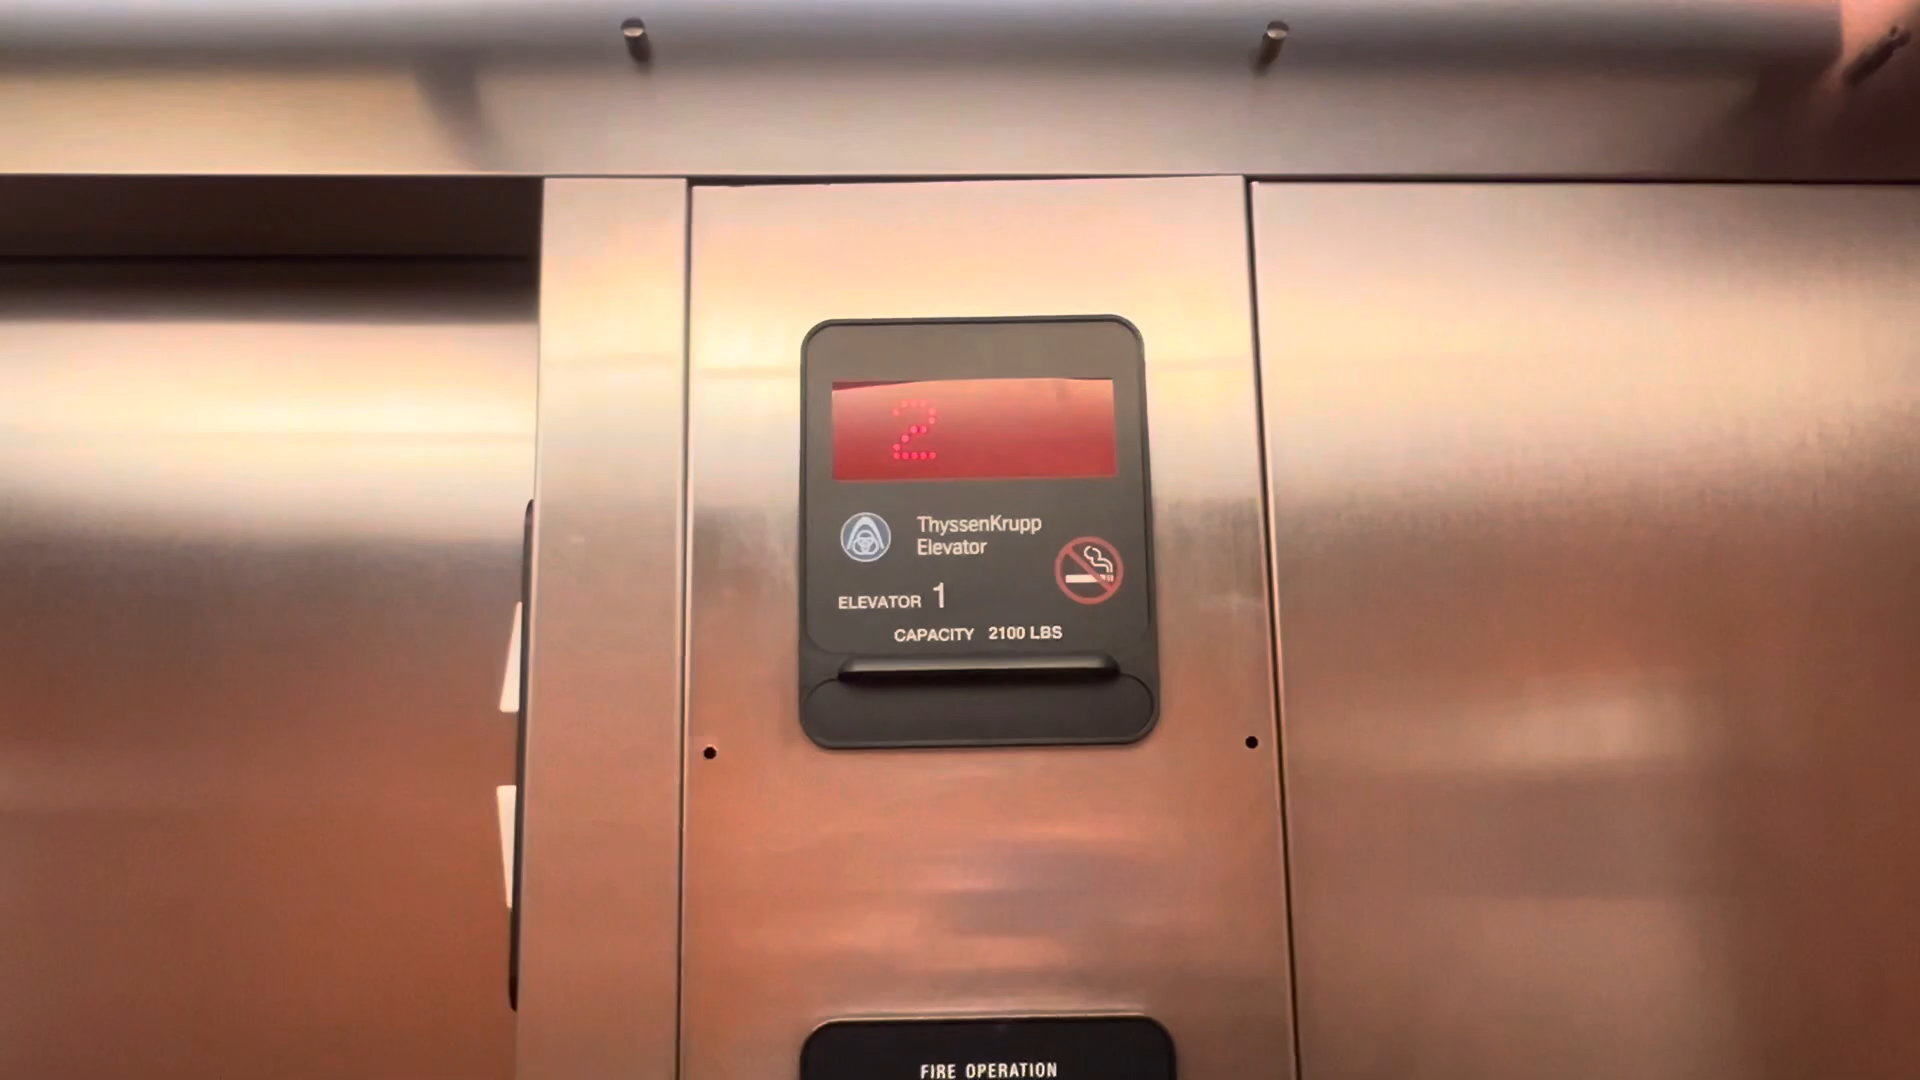 2
ThyssenKrupp
Elevator
ELEVATOR 1
CAPACITY 2100 LBS
FIRE OPERATION